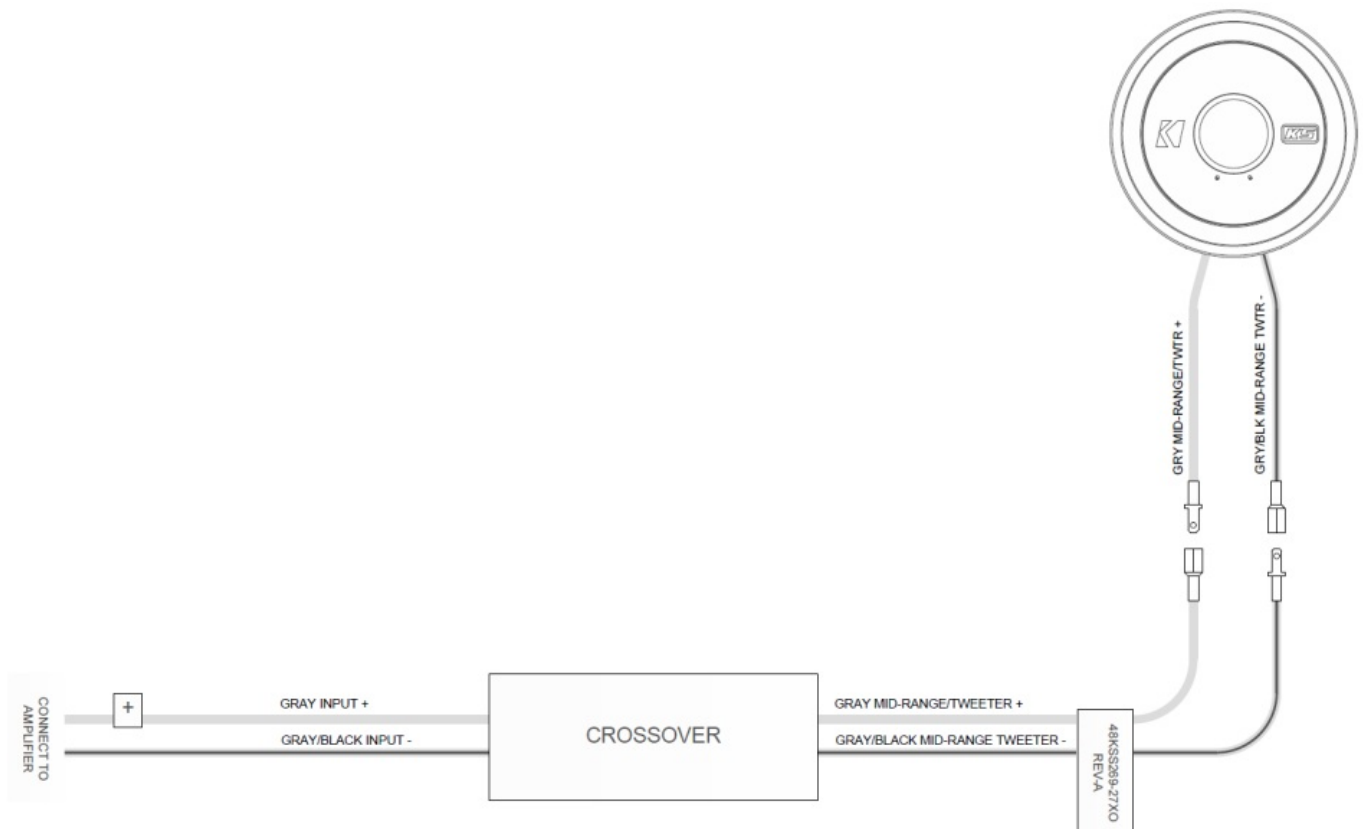 KS
GRY MID-RANGE/TWTR +
GRY/BLK MID-RANGE TWTR -
CONNECT TO
AMPLIFIER
+
GRAY INPUT +
GRAY/BLACK INPUT -
CROSSOVER
GRAY MID-RANGE/TWEETER +
GRAY/BLACK MID-RANGE TWEETER -
48KSS269-27XO
REV-A